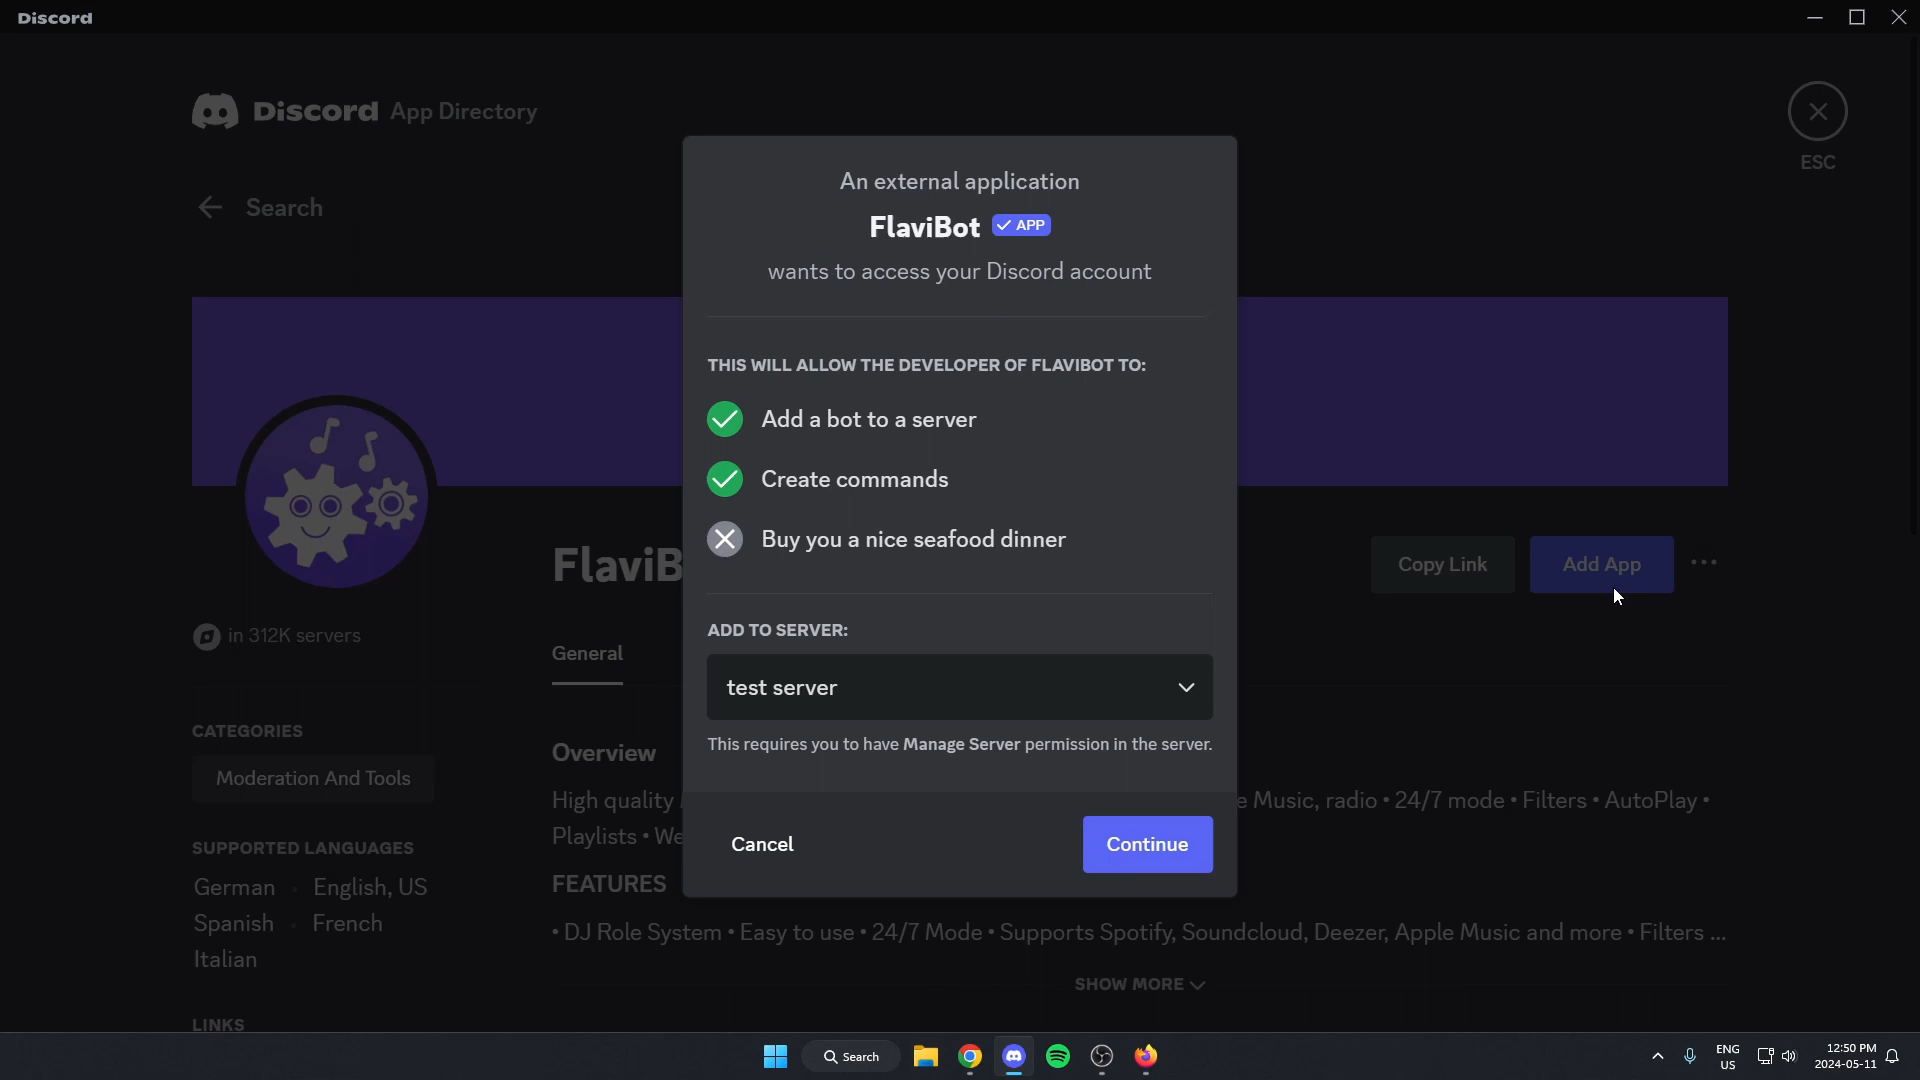 Discord
Discord App Directory
ESC
Search
An external application
FlaviBot APP
wants to access your Discord account
THIS WILL ALLOW THE DEVELOPER OF FLAVIBOT TO:
Add a bot to a server
Create commands
Buy you a nice seafood dinner
ADD TO SERVER:
test server
This requires you to have Manage Server permission in the server.
Cancel
Continue
FlaviB
Copy Link
Add App
in 312K servers
General
CATEGORIES
Moderation And Tools
SUPPORTED LANGUAGES
German · English, US
Spanish · French
Italian
LINKS
Overview
High quality e Music, radio • 24/7 mode • Filters • AutoPlay •
Playlists • We
FEATURES
• DJ Role System • Easy to use • 24/7 Mode • Supports Spotify, Soundcloud, Deezer, Apple Music and more • Filters ...
SHOW MORE
Search
ENG
US
12:50 PM
2024-05-11